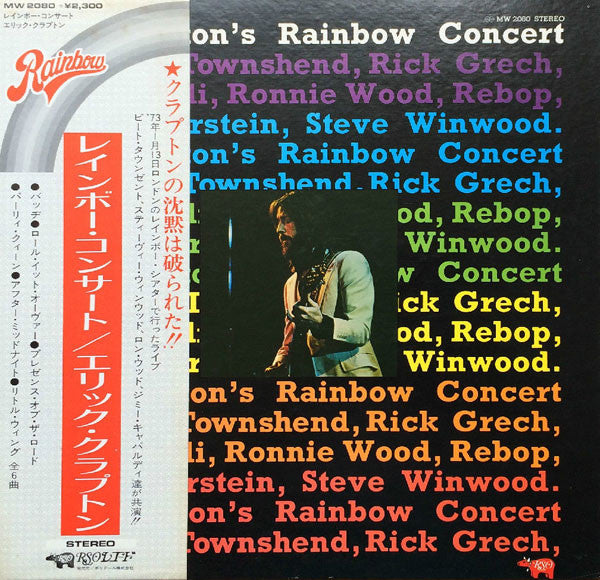 MW 2080 -¥2,300
レインボー・コンサート
エリック・クラプトン
Rainbow
★クラプトンの沈黙は破られた!!
'73年1月13日ロンドンのレインボー・シアターで行ったライブ
ピート・タウンゼント、スティーヴィー・ウィンウッド、ロン・ウッド、ジミー・キャパルディ達が共演!!
レインボー・コンサート/エリック・クラプトン
●バッヂ●ロール・イット・オーヴァー●プレゼンス・オブ・ザ・ロード
●パーリィ・クィーン●アフター・ミッドナイト●リトル・ウィング 全6曲
STEREO
RSO LTD
MW 2080 STEREO
on's Rainbow Concert
Townshend, Rick Grech,
li, Ronnie Wood, Rebop,
rstein, Steve Winwood.
on's Rainbow Concert
Townshend, Rick Grech,
od, Rebop,
Winwood.
Concert
ick Grech,
od, Rebop,
Winwood.
on's Rainbow Concert
Townshend, Rick Grech,
li, Ronnie Wood, Rebop,
rstein, Steve Winwood.
on's Rainbow Concert
Townshend, Rick Grech,
RSO